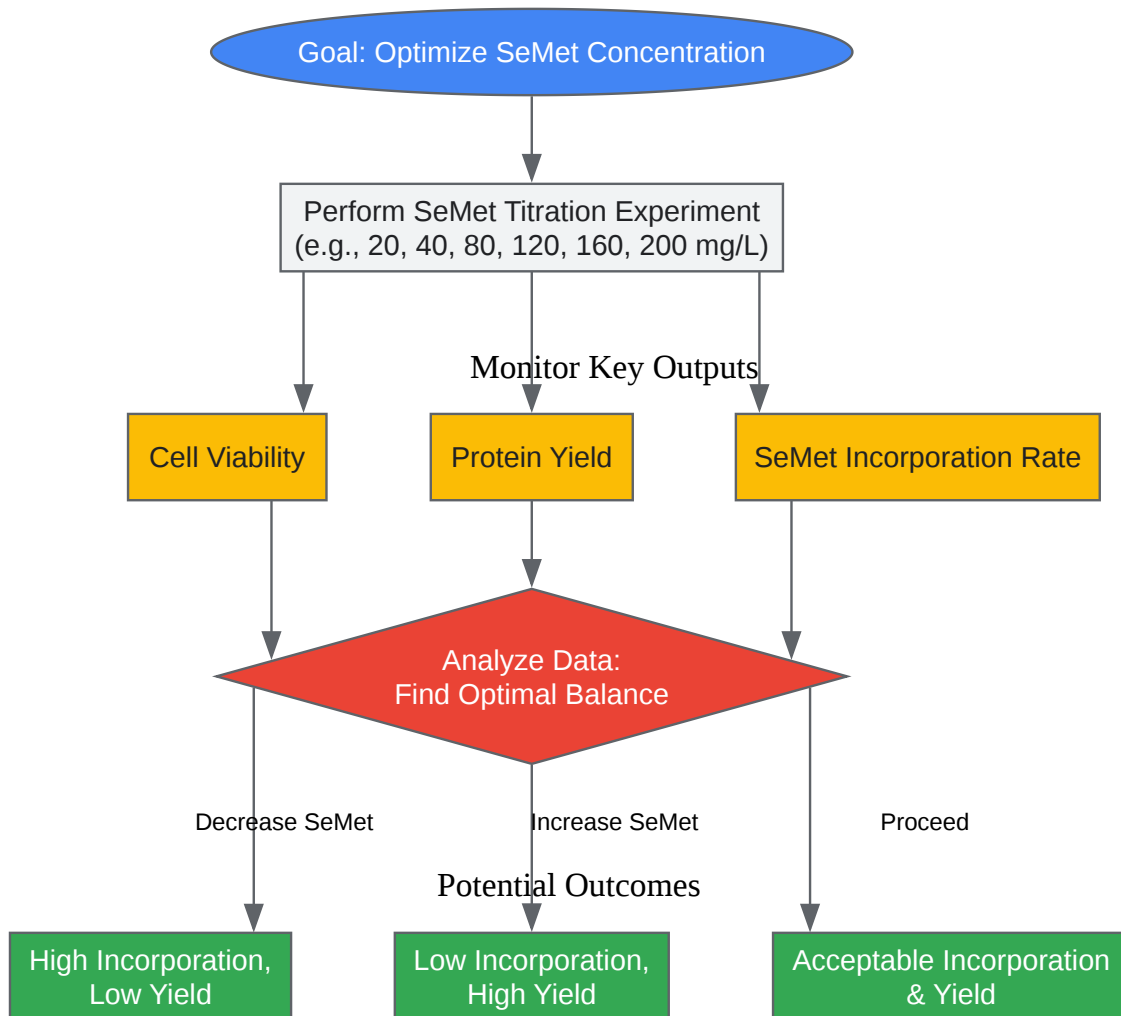 Goal: Optimize SeMet Concentration
Perform SeMet Titration Experiment
(e.g., 20, 40, 80, 120, 160, 200 mg/L)
Monitor Key Outputs
Cell Viability
Protein Yield
SeMet Incorporation Rate
Analyze Data:
Find Optimal Balance
Decrease SeMet
Increase SeMet
Proceed
Potential Outcomes
High Incorporation,
Low Yield
Low Incorporation,
High Yield
Acceptable Incorporation
& Yield